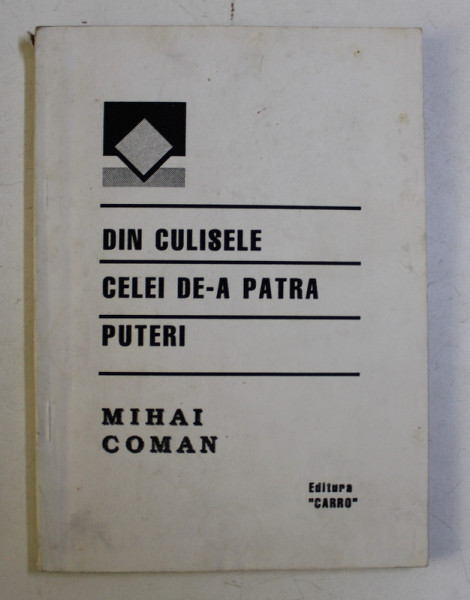 DIN CULISELE
CELEI DE-A PATRA
PUTERI
MIHAI
COMAN
Editura
"CARRO"